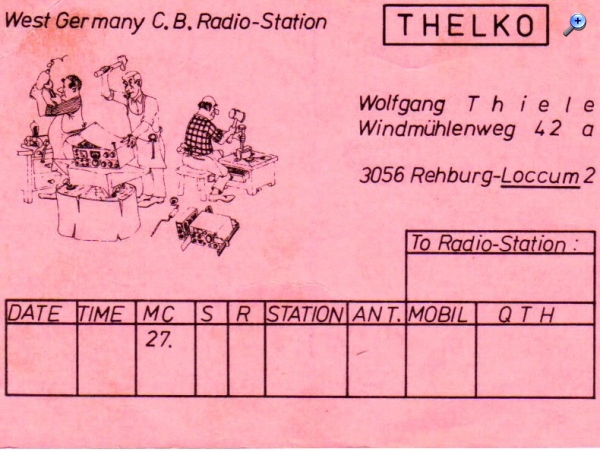 West Germany C.B. Radio-Station
THELKO
Wolfgang Thiele
Windmühlenweg 42 a
3056 Rehburg-Loccum 2
To Radio-Station:
DATE TIME MC S R STATION ANT. MOBIL QTH
27.